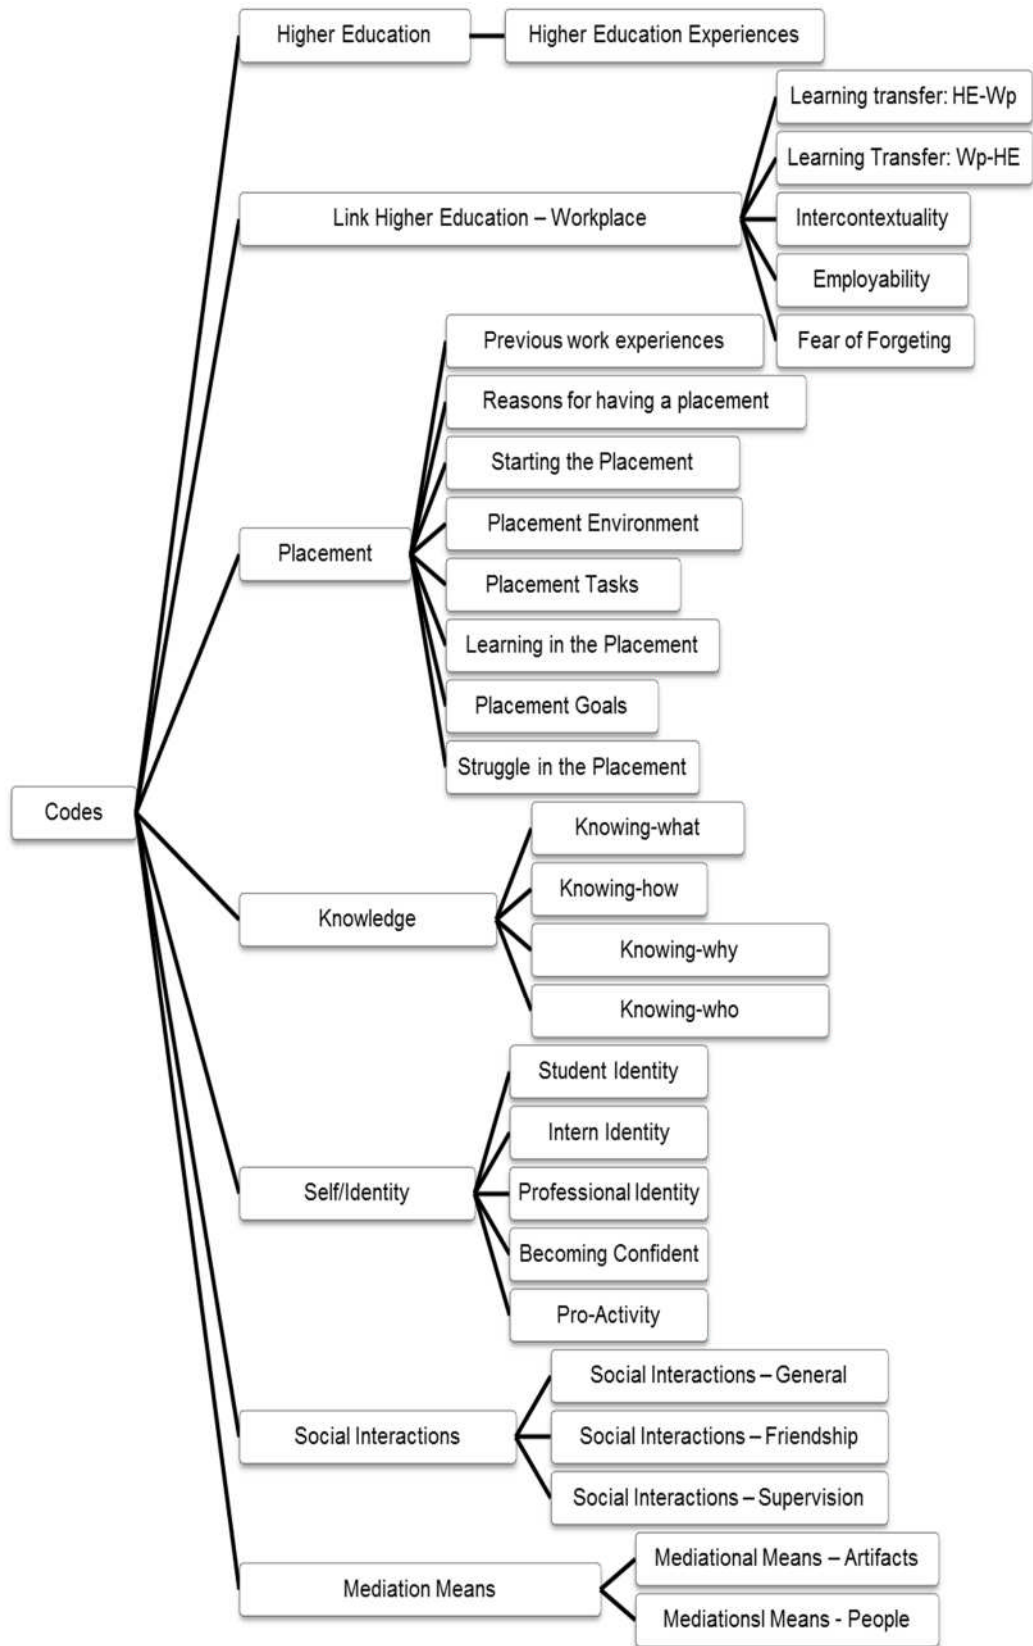 Higher Education
Higher Education Experiences
Link Higher Education – Workplace
Learning transfer: HE-Wp
Learning Transfer: Wp-HE
Intercontextuality
Employability
Fear of Forgeting
Placement
Previous work experiences
Reasons for having a placement
Starting the Placement
Placement Environment
Placement Tasks
Learning in the Placement
Placement Goals
Struggle in the Placement
Codes
Knowledge
Knowing-what
Knowing-how
Knowing-why
Knowing-who
Self/Identity
Student Identity
Intern Identity
Professional Identity
Becoming Confident
Pro-Activity
Social Interactions
Social Interactions – General
Social Interactions – Friendship
Social Interactions – Supervision
Mediation Means
Mediational Means – Artifacts
Mediationsl Means - People